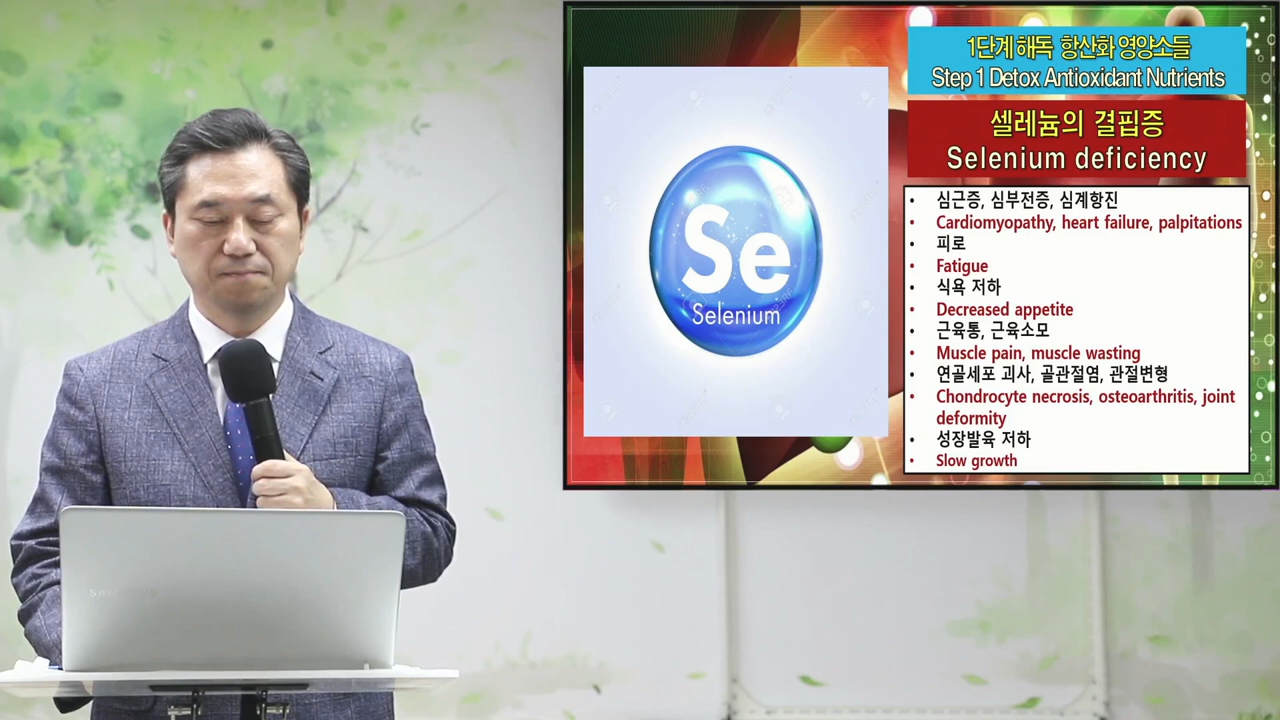 1단계 해독 항산화 영양소들
Step 1 Detox Antioxidant Nutrients
셀레늄의 결핍증
Selenium deficiency
Se
Selenium
• 심근증, 심부전증, 심계항진
• Cardiomyopathy, heart failure, palpitations
• 피로
• Fatigue
• 식욕 저하
• Decreased appetite
• 근육통, 근육소모
• Muscle pain, muscle wasting
• 연골세포 괴사, 골관절염, 관절변형
• Chondrocyte necrosis, osteoarthritis, joint
deformity
• 성장발육 저하
• Slow growth
SAMSUNG